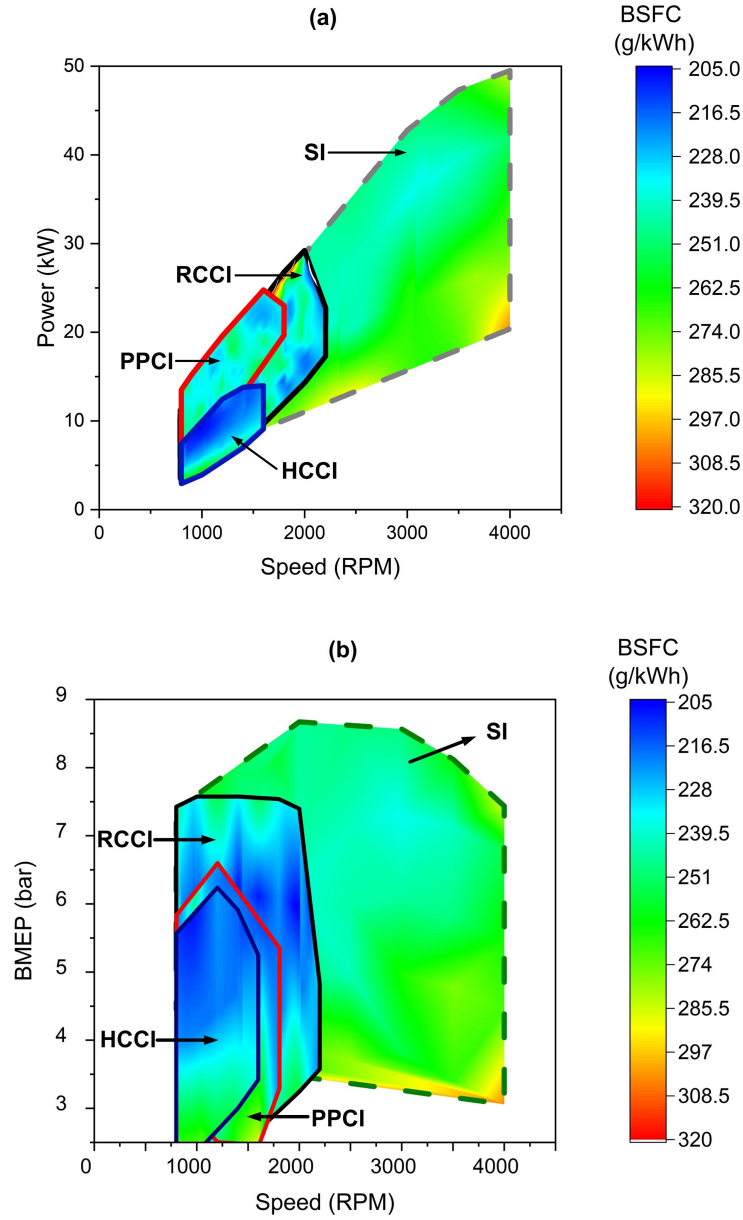 (a)
BSFC
(g/kWh)
205.0
216.5
228.0
239.5
251.0
262.5
274.0
285.5
297.0
308.5
320.0
50
40
30
20
10
0
Power (kW)
SI
RCCI
PPCI
HCCI
0
1000
2000
3000
4000
Speed (RPM)
(b)
BSFC
(g/kWh)
205
216.5
228
239.5
251
262.5
274
285.5
297
308.5
320
9
8
7
6
5
4
3
BMEP (bar)
SI
RCCI
HCCI
PPCI
0
1000
2000
3000
4000
Speed (RPM)